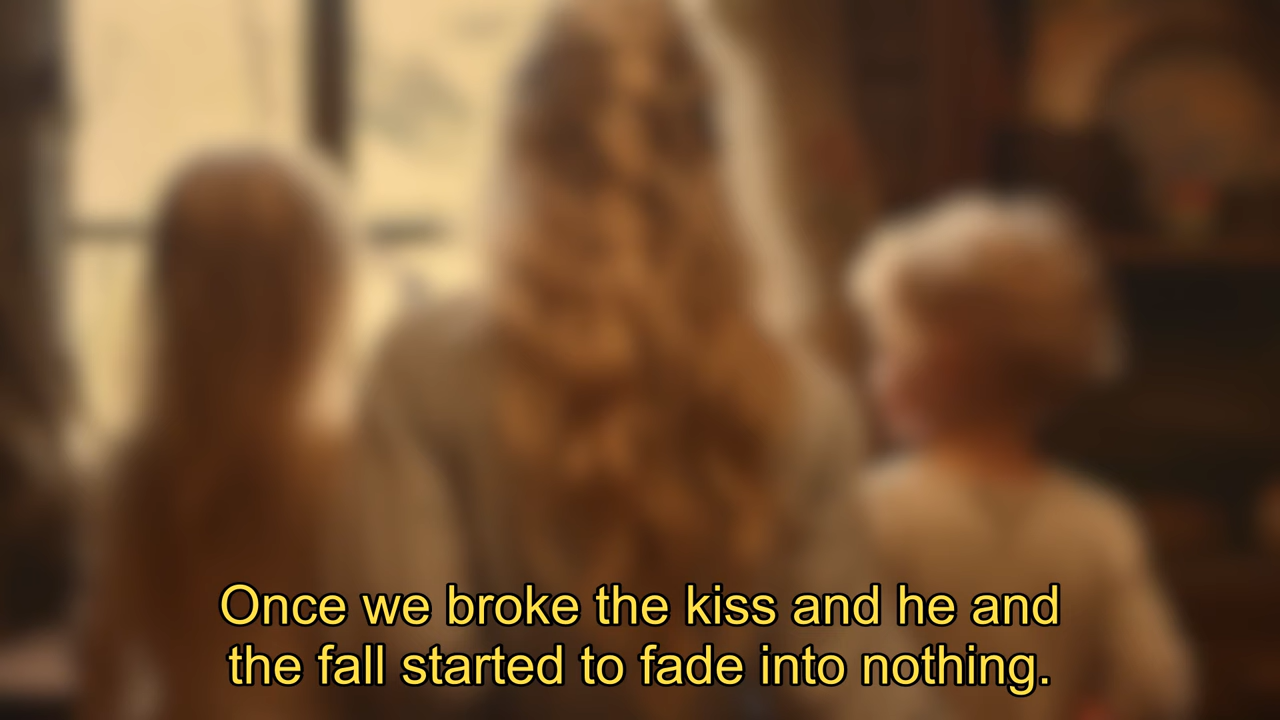 Once we broke the kiss and he and
the fall started to fade into nothing.